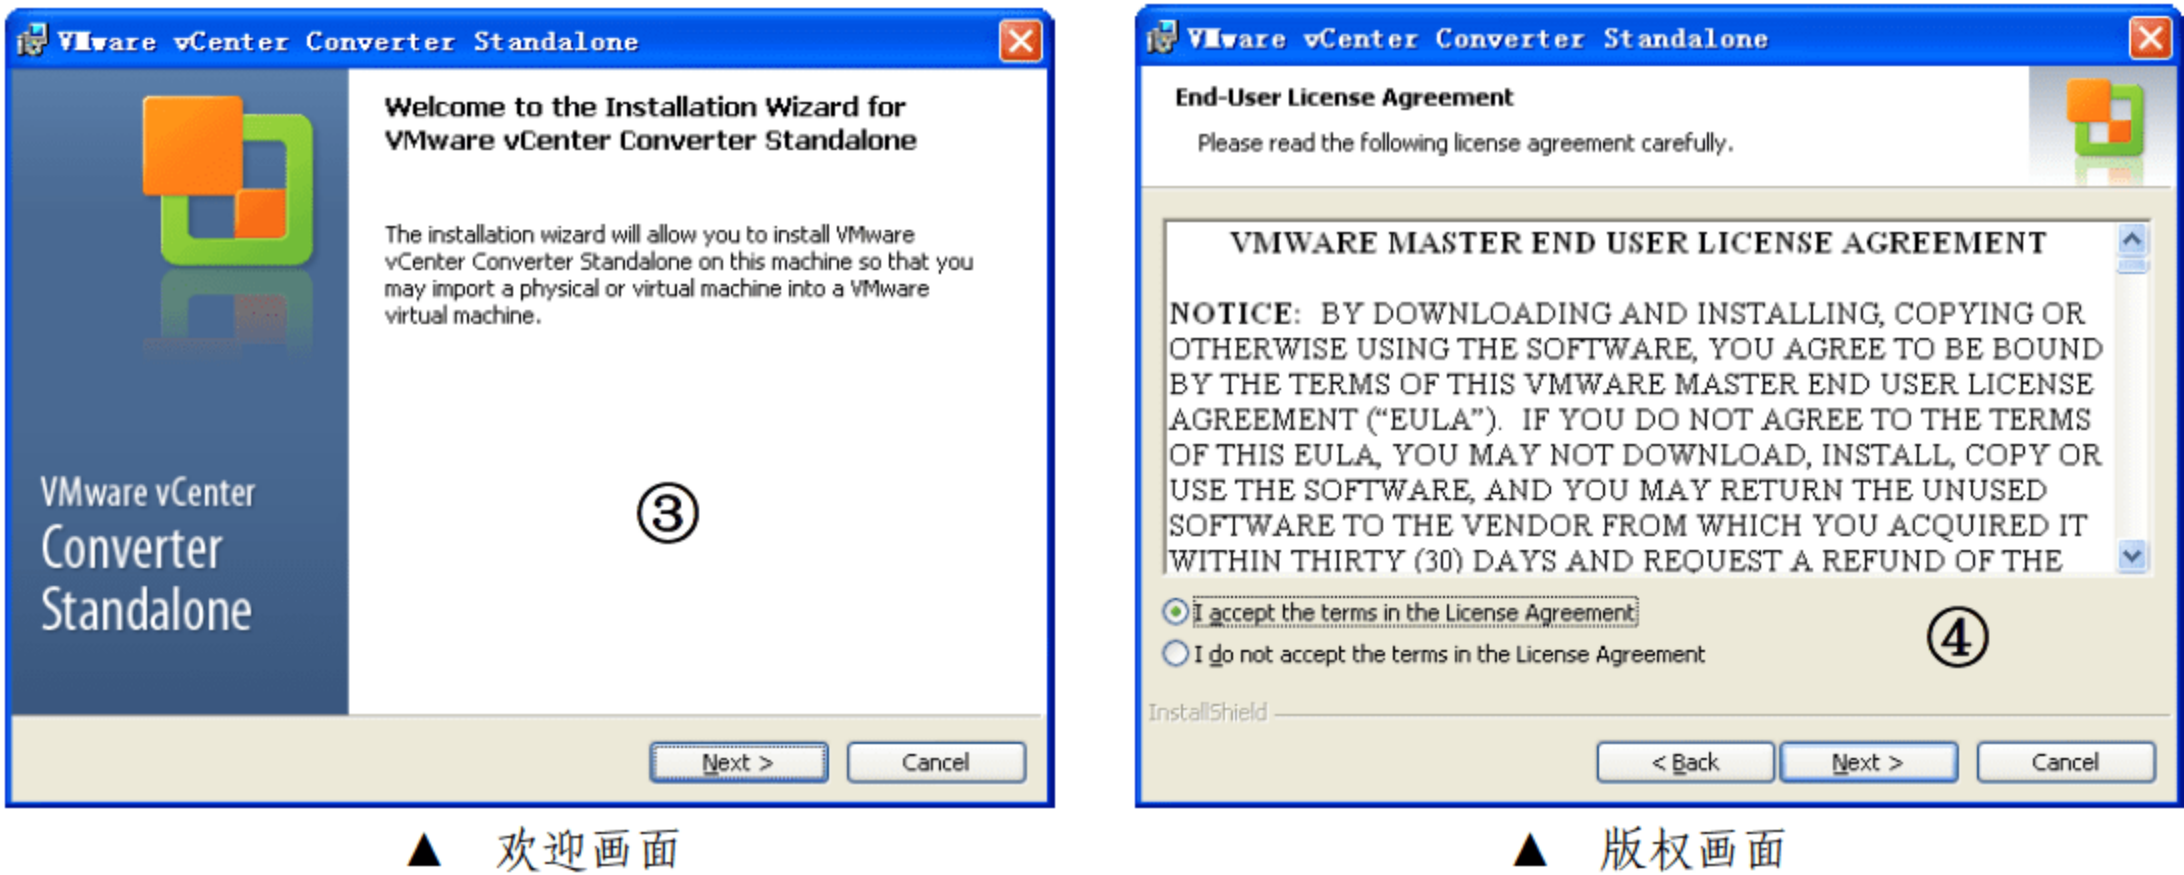 VMware vCenter Converter Standalone
Welcome to the Installation Wizard for
VMware vCenter Converter Standalone
The installation wizard will allow you to install VMware
vCenter Converter Standalone on this machine so that you
may import a physical or virtual machine into a VMware
virtual machine.
VMware vCenter
Converter
Standalone
③
Next >
Cancel
▲ 欢迎画面
VMware vCenter Converter Standalone
End-User License Agreement
Please read the following license agreement carefully.
VMWARE MASTER END USER LICENSE AGREEMENT
NOTICE: BY DOWNLOADING AND INSTALLING, COPYING OR
OTHERWISE USING THE SOFTWARE, YOU AGREE TO BE BOUND
BY THE TERMS OF THIS VMWARE MASTER END USER LICENSE
AGREEMENT (“EULA”). IF YOU DO NOT AGREE TO THE TERMS
OF THIS EULA, YOU MAY NOT DOWNLOAD, INSTALL, COPY OR
USE THE SOFTWARE, AND YOU MAY RETURN THE UNUSED
SOFTWARE TO THE VENDOR FROM WHICH YOU ACQUIRED IT
WITHIN THIRTY (30) DAYS AND REQUEST A REFUND OF THE
I accept the terms in the License Agreement
I do not accept the terms in the License Agreement
④
InstallShield
< Back
Next >
Cancel
▲ 版权画面